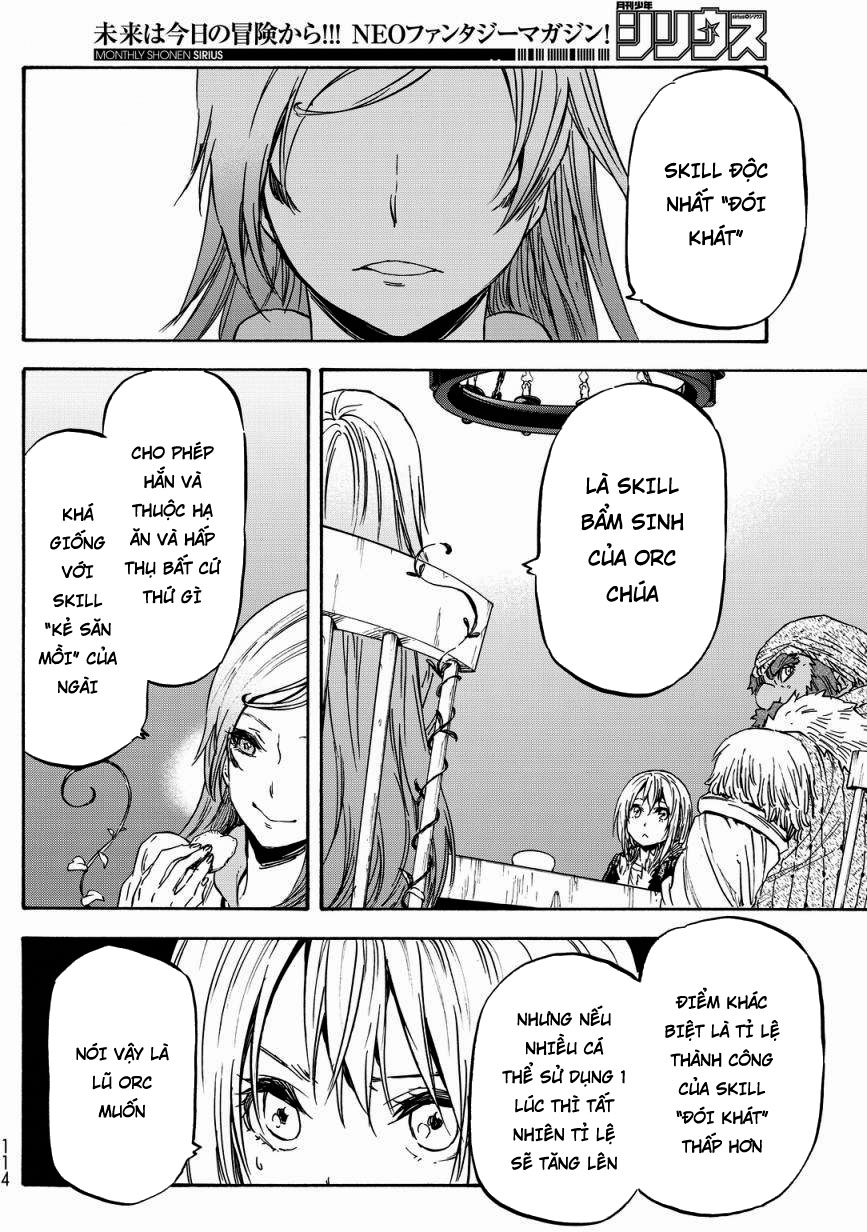 未来は今日の冒険から!!! NEOファンタジーマガジン!
MONTHLY SHONEN SIRIUS
月刊少年
シリウス
SKILL ĐỘC
NHẤT "ĐÓI
KHÁT"
LÀ SKILL
BẨM SINH
CỦA ORC
CHÚA
CHO PHÉP
HẮN VÀ
THUỘC HẠ
ĂN VÀ HẤP
THỤ BẤT CỨ
THỨ GÌ
KHÁ
GIỐNG
VỚI
SKILL
"KẺ SĂN
MỒI" CỦA
NGÀI
ĐIỂM KHÁC
BIỆT LÀ TỈ LỆ
THÀNH CÔNG
CỦA SKILL
"ĐÓI KHÁT"
THẤP HƠN
NHƯNG NẾU
NHIỀU CÁ
THỂ SỬ DỤNG 1
LÚC THÌ TẤT
NHIÊN TỈ LỆ
SẼ TĂNG LÊN
NÓI VẬY LÀ
LŨ ORC
MUỐN
114